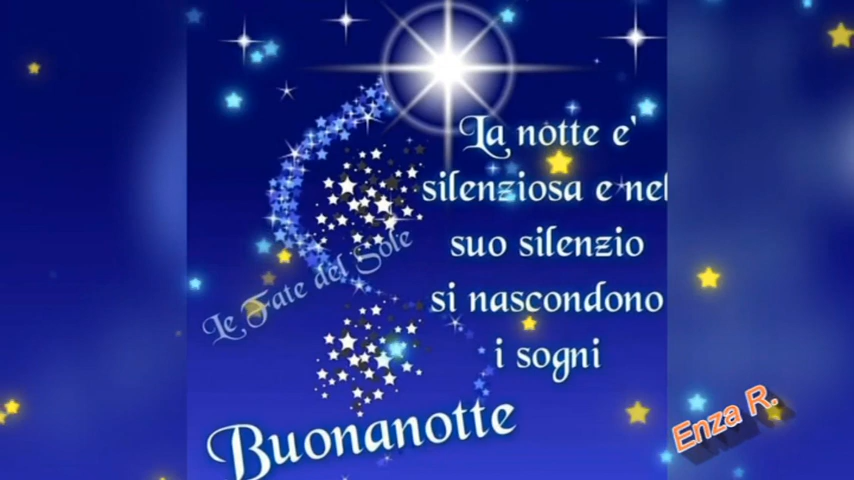 La notte e'
silenziosa e nel
suo silenzio
si nascondono
i sogni
Le Fate del Sole
Buonanotte
Enza R.